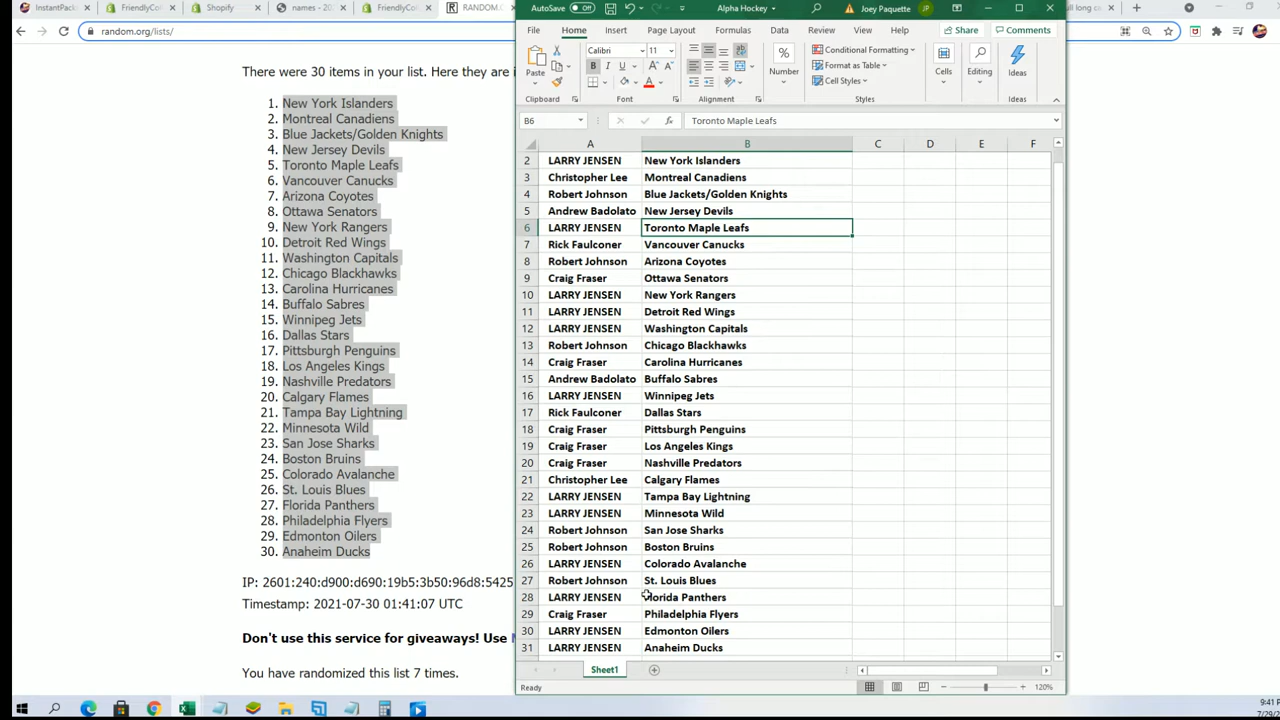 InstantPack
FriendlyCo
Shopify
names - 20
FriendlyCo
RANDOM.O
ull long ca
random.org/lists/
There were 30 items in your list. Here they are i
1. New York Islanders
2. Montreal Canadiens
3. Blue Jackets/Golden Knights
4. New Jersey Devils
5. Toronto Maple Leafs
6. Vancouver Canucks
7. Arizona Coyotes
8. Ottawa Senators
9. New York Rangers
10. Detroit Red Wings
11. Washington Capitals
12. Chicago Blackhawks
13. Carolina Hurricanes
14. Buffalo Sabres
15. Winnipeg Jets
16. Dallas Stars
17. Pittsburgh Penguins
18. Los Angeles Kings
19. Nashville Predators
20. Calgary Flames
21. Tampa Bay Lightning
22. Minnesota Wild
23. San Jose Sharks
24. Boston Bruins
25. Colorado Avalanche
26. St. Louis Blues
27. Florida Panthers
28. Philadelphia Flyers
29. Edmonton Oilers
30. Anaheim Ducks
IP: 2601:240:d900:d690:19b5:3b50:96d8:5425
Timestamp: 2021-07-30 01:41:07 UTC
Don't use this service for giveaways! Use
You have randomized this list 7 times.
AutoSave Off Alpha Hockey Joey Paquette JP
File Home Insert Page Layout Formulas Data Review View Help Share Comments
Paste Calibri 11 Conditional Formatting
B I U Format as Table
Cell Styles
Number Cells Editing Ideas
Clipboard Font Alignment Styles Ideas
B6 fx Toronto Maple Leafs
A B C D E F
2 LARRY JENSEN New York Islanders
3 Christopher Lee Montreal Canadiens
4 Robert Johnson Blue Jackets/Golden Knights
5 Andrew Badolato New Jersey Devils
6 LARRY JENSEN Toronto Maple Leafs
7 Rick Faulconer Vancouver Canucks
8 Robert Johnson Arizona Coyotes
9 Craig Fraser Ottawa Senators
10 LARRY JENSEN New York Rangers
11 LARRY JENSEN Detroit Red Wings
12 LARRY JENSEN Washington Capitals
13 Robert Johnson Chicago Blackhawks
14 Craig Fraser Carolina Hurricanes
15 Andrew Badolato Buffalo Sabres
16 LARRY JENSEN Winnipeg Jets
17 Rick Faulconer Dallas Stars
18 Craig Fraser Pittsburgh Penguins
19 Craig Fraser Los Angeles Kings
20 Craig Fraser Nashville Predators
21 Christopher Lee Calgary Flames
22 LARRY JENSEN Tampa Bay Lightning
23 LARRY JENSEN Minnesota Wild
24 Robert Johnson San Jose Sharks
25 Robert Johnson Boston Bruins
26 LARRY JENSEN Colorado Avalanche
27 Robert Johnson St. Louis Blues
28 LARRY JENSEN Florida Panthers
29 Craig Fraser Philadelphia Flyers
30 LARRY JENSEN Edmonton Oilers
31 LARRY JENSEN Anaheim Ducks
Sheet1
Ready 120%
9:41 P